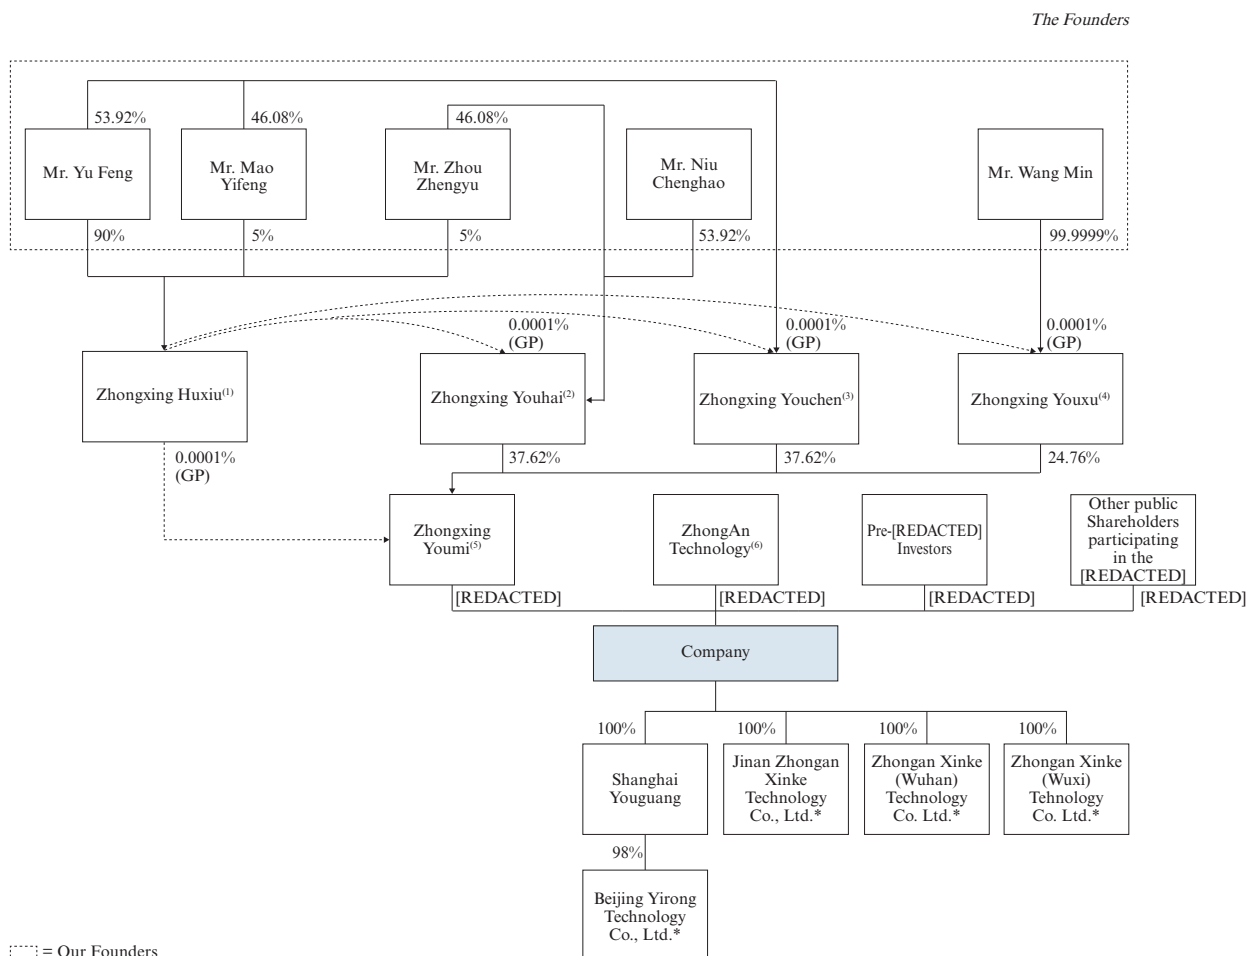 The Founders
53.92%
46.08%
46.08%
Mr. Yu Feng
Mr. Mao
Yifeng
Mr. Zhou
Zhengyu
Mr. Niu
Chenghao
Mr. Wang Min
90%
5%
5%
53.92%
99.9999%
0.0001%
(GP)
0.0001%
(GP)
0.0001%
(GP)
Zhongxing Huxiu(1)
Zhongxing Youhai(2)
Zhongxing Youchen(3)
Zhongxing Youxu(4)
0.0001%
(GP)
37.62%
37.62%
24.76%
Zhongxing
Youmi(5)
ZhongAn
Technology(6)
Pre-[REDACTED]
Investors
Other public
Shareholders
participating
in the
[REDACTED]
[REDACTED]
[REDACTED]
[REDACTED]
[REDACTED]
Company
100%
100%
100%
100%
Shanghai
Youguang
Jinan Zhongan
Xinke
Technology
Co., Ltd.*
Zhongan Xinke
(Wuhan)
Technology
Co. Ltd.*
Zhongan Xinke
(Wuxi)
Tehnology
Co. Ltd.*
98%
Beijing Yirong
Technology
Co., Ltd.*
= Our Founders